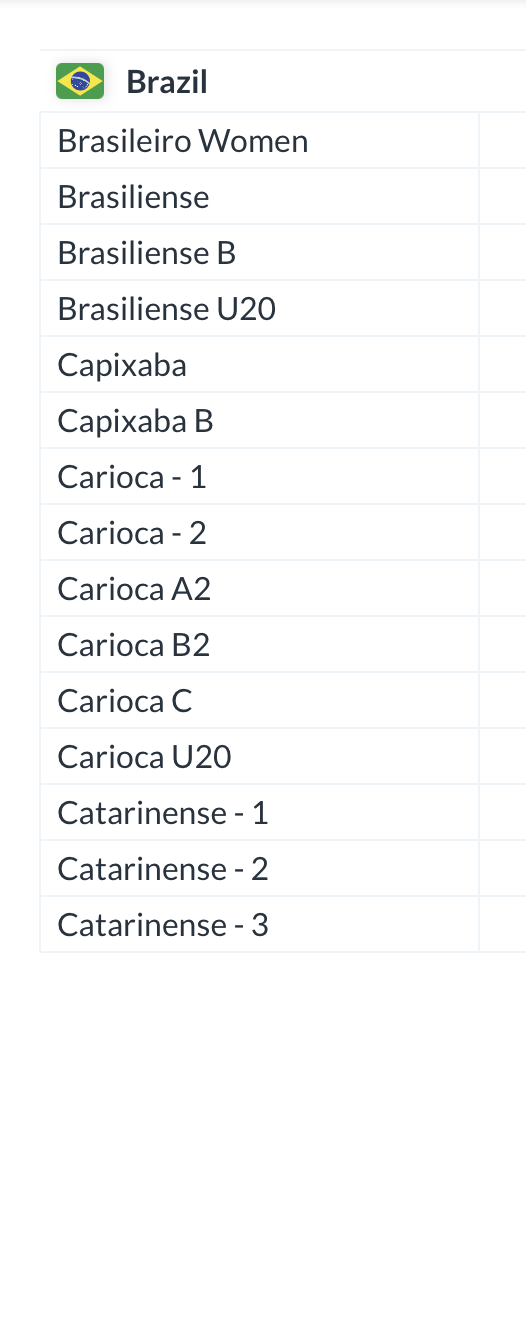 Brazil
Brasileiro Women
Brasiliense
Brasiliense B
Brasiliense U20
Capixaba
Capixaba B
Carioca - 1
Carioca - 2
Carioca A2
Carioca B2
Carioca C
Carioca U20
Catarinense - 1
Catarinense - 2
Catarinense - 3